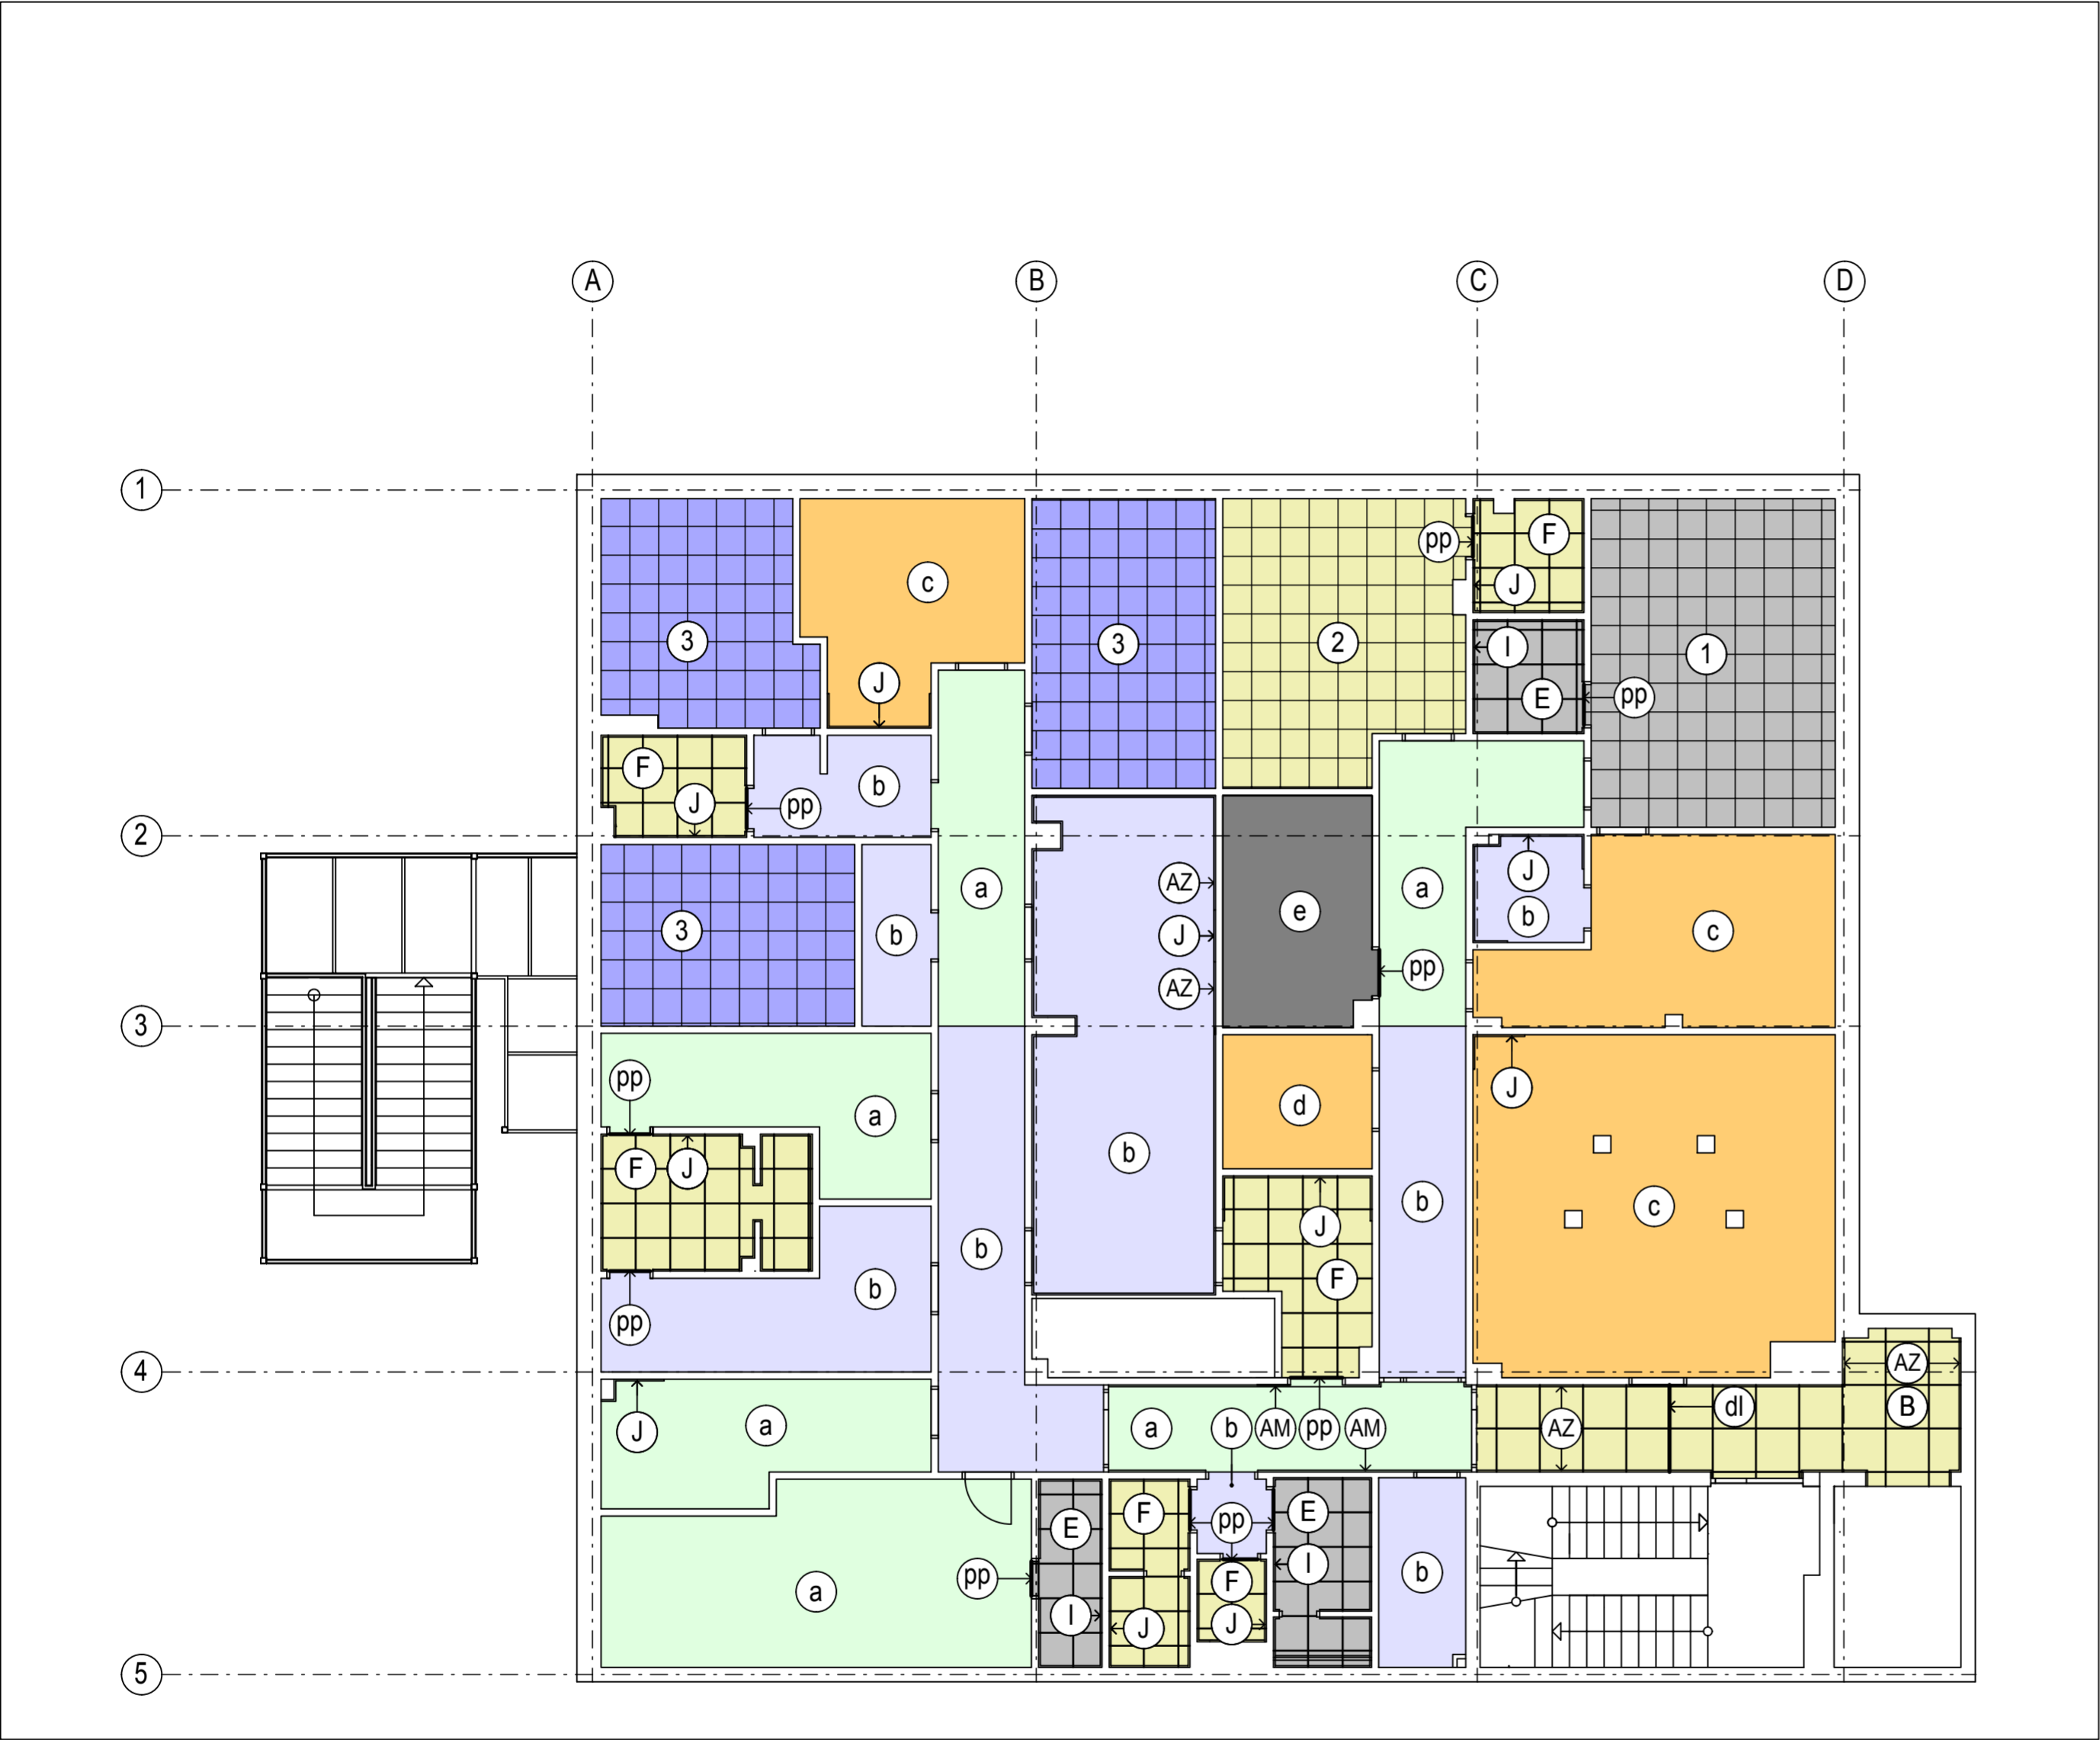 A B C D
1
pp F
c
3 3 2 I 1
J
J E pp
F b
J pp
2
AZ J
a e a b
3 b J c
AZ pp
3
pp d J
a
F J b
b J c
b F
b
pp
4 AZ
J a a b AM pp AM AZ dl B
E F pp E
pp a I b
I J F
J
5